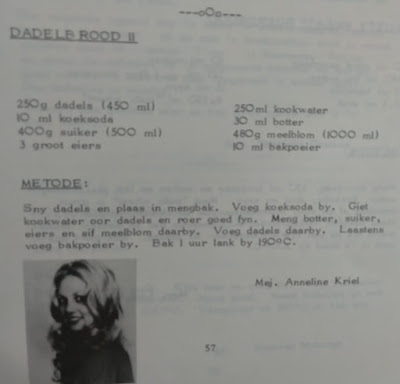 ---oOo---
DADELBROOD II
250g dadels (450 ml)
10 ml koeksoda
400g suiker (500 ml)
3 groot eiers
250ml kookwater
30 ml botter
480g meelblom (1000 ml)
10 ml bakpoeier
METODE:
Sny dadels en plaas in mengbak. Voeg koeksoda by. Giet
kookwater oor dadels en roer goed fyn. Meng botter, suiker,
eiers en sif meelblom daarby. Voeg dadels daarby. Laastens
voeg bakpoeier by. Bak 1 uur lank by 190°C.
Mej. Anneline Kriel
57